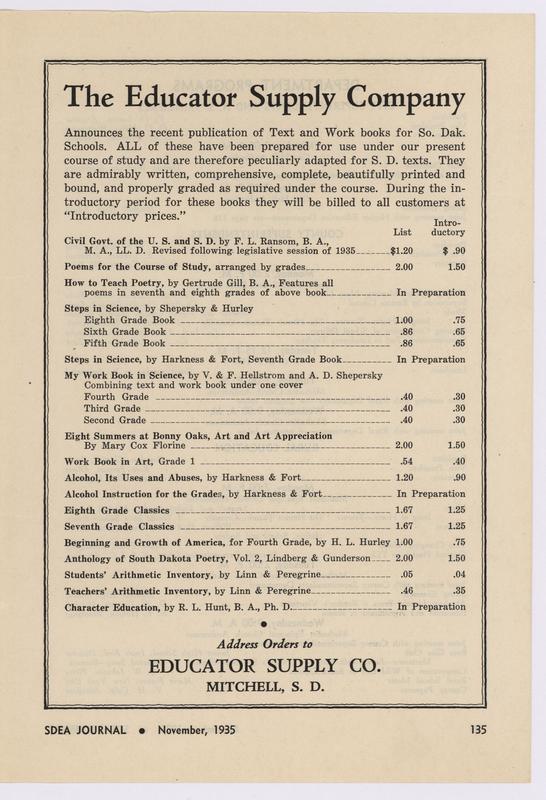 The Educator Supply Company
Announces the recent publication of Text and Work books for So. Dak.
Schools. ALL of these have been prepared for use under our present
course of study and are therefore peculiarly adapted for S. D. texts. They
are admirably written, comprehensive, complete, beautifully printed and
bound, and properly graded as required under the course. During the in-
troductory period for these books they will be billed to all customers at
“Introductory prices.”
Intro-
List ductory
Civil Govt. of the U. S. and S. D. by F. L. Ransom, B. A.,
M. A., LL. D. Revised following legislative session of 1935 $1.20 $ .90
Poems for the Course of Study, arranged by grades 2.00 1.50
How to Teach Poetry, by Gertrude Gill, B. A., Features all
poems in seventh and eighth grades of above book In Preparation
Steps in Science, by Shepersky & Hurley
Eighth Grade Book 1.00 .75
Sixth Grade Book .86 .65
Fifth Grade Book .86 .65
Steps in Science, by Harkness & Fort, Seventh Grade Book In Preparation
My Work Book in Science, by V. & F. Hellstrom and A. D. Shepersky
Combining text and work book under one cover
Fourth Grade .40 .30
Third Grade .40 .30
Second Grade .40 .30
Eight Summers at Bonny Oaks, Art and Art Appreciation
By Mary Cox Florine 2.00 1.50
Work Book in Art, Grade 1 .54 .40
Alcohol, Its Uses and Abuses, by Harkness & Fort 1.20 .90
Alcohol Instruction for the Grades, by Harkness & Fort In Preparation
Eighth Grade Classics 1.67 1.25
Seventh Grade Classics 1.67 1.25
Beginning and Growth of America, for Fourth Grade, by H. L. Hurley 1.00 .75
Anthology of South Dakota Poetry, Vol. 2, Lindberg & Gunderson 2.00 1.50
Students' Arithmetic Inventory, by Linn & Peregrine .05 .04
Teachers' Arithmetic Inventory, by Linn & Peregrine .46 .35
Character Education, by R. L. Hunt, B. A., Ph. D. In Preparation
Address Orders to
EDUCATOR SUPPLY CO.
MITCHELL, S. D.
SDEA JOURNAL ● November, 1935 135